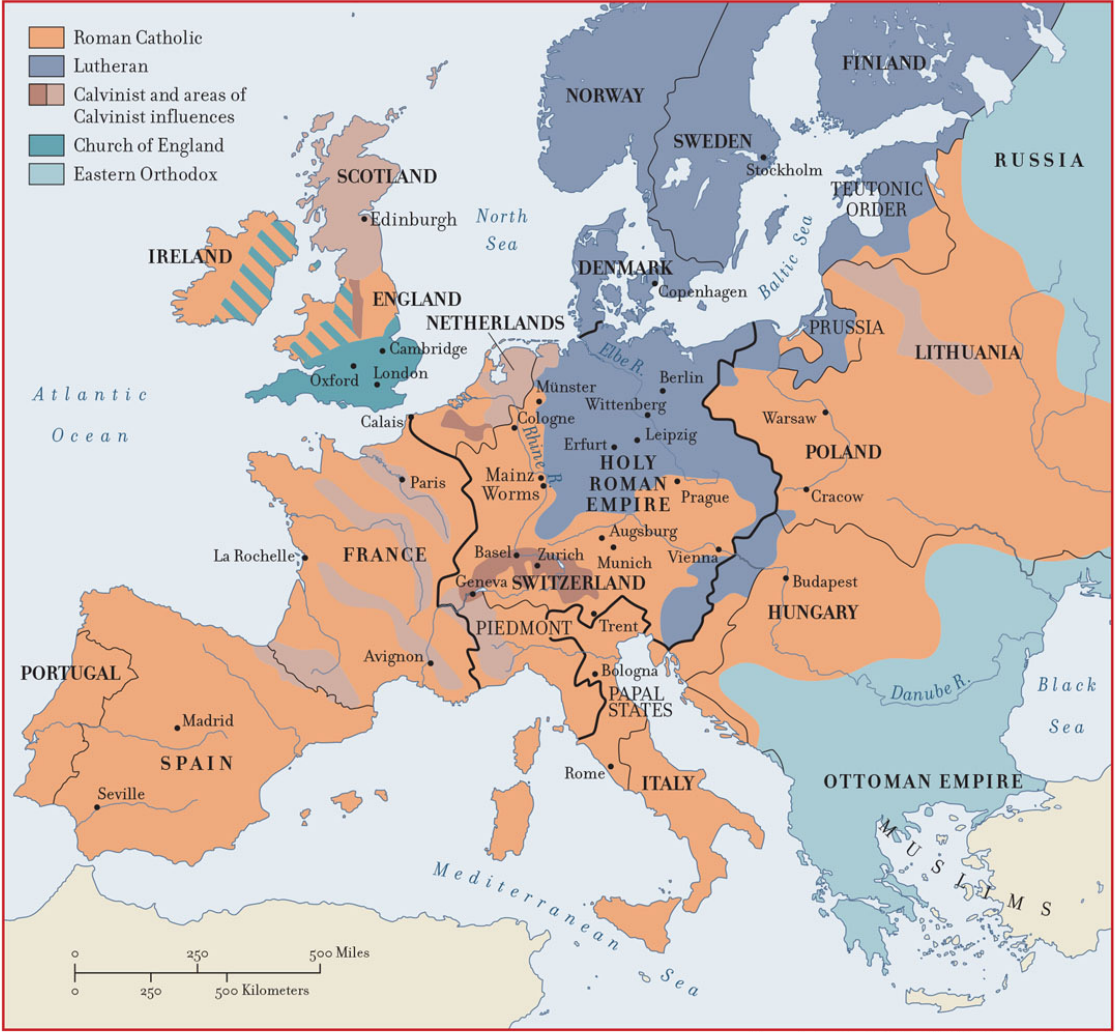 Roman Catholic
Lutheran
Calvinist and areas of
Calvinist influences
Church of England
Eastern Orthodox
NORWAY
FINLAND
SWEDEN
Stockholm
RUSSIA
TEUTONIC
ORDER
SCOTLAND
Edinburgh
North
Sea
IRELAND
DENMARK
Copenhagen
Baltic Sea
ENGLAND
NETHERLANDS
PRUSSIA
LITHUANIA
Cambridge
Oxford
London
Elbe R.
Berlin
Münster
Wittenberg
Atlantic
Ocean
Calais
Cologne
Warsaw
Rhine R.
Erfurt
Leipzig
POLAND
HOLY
ROMAN
EMPIRE
Paris
Mainz
Worms
Prague
Cracow
Augsburg
La Rochelle
FRANCE
Basel
Zurich
Munich
Vienna
Geneva
SWITZERLAND
Budapest
HUNGARY
PIEDMONT
Trent
Avignon
PORTUGAL
Bologna
PAPAL
STATES
Danube R.
Black
Sea
Madrid
SPAIN
Rome
ITALY
OTTOMAN EMPIRE
Seville
MUSLIMS
Mediterranean Sea
0 250 500 Miles
0 250 500 Kilometers